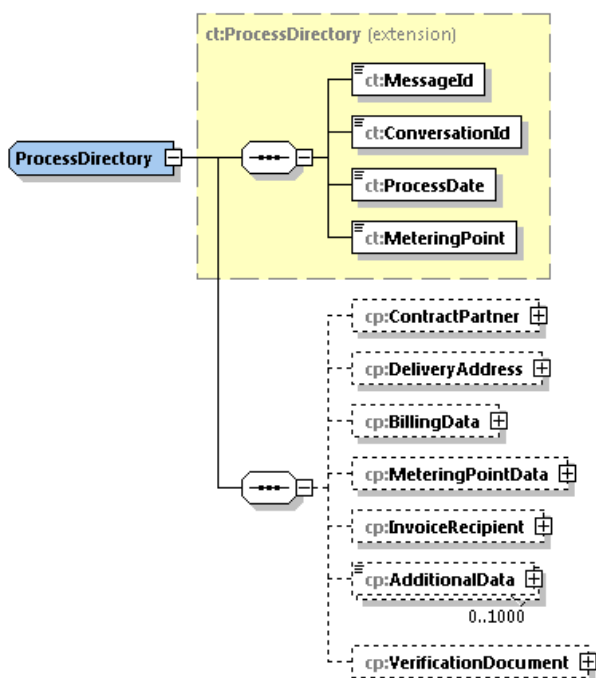 ct:ProcessDirectory (extension)
ct:MessageId
ct:ConversationId
ProcessDirectory
ct:ProcessDate
ct:MeteringPoint
cp:ContractPartner
cp:DeliveryAddress
cp:BillingData
cp:MeteringPointData
cp:InvoiceRecipient
cp:AdditionalData
0..1000
cp:VerificationDocument